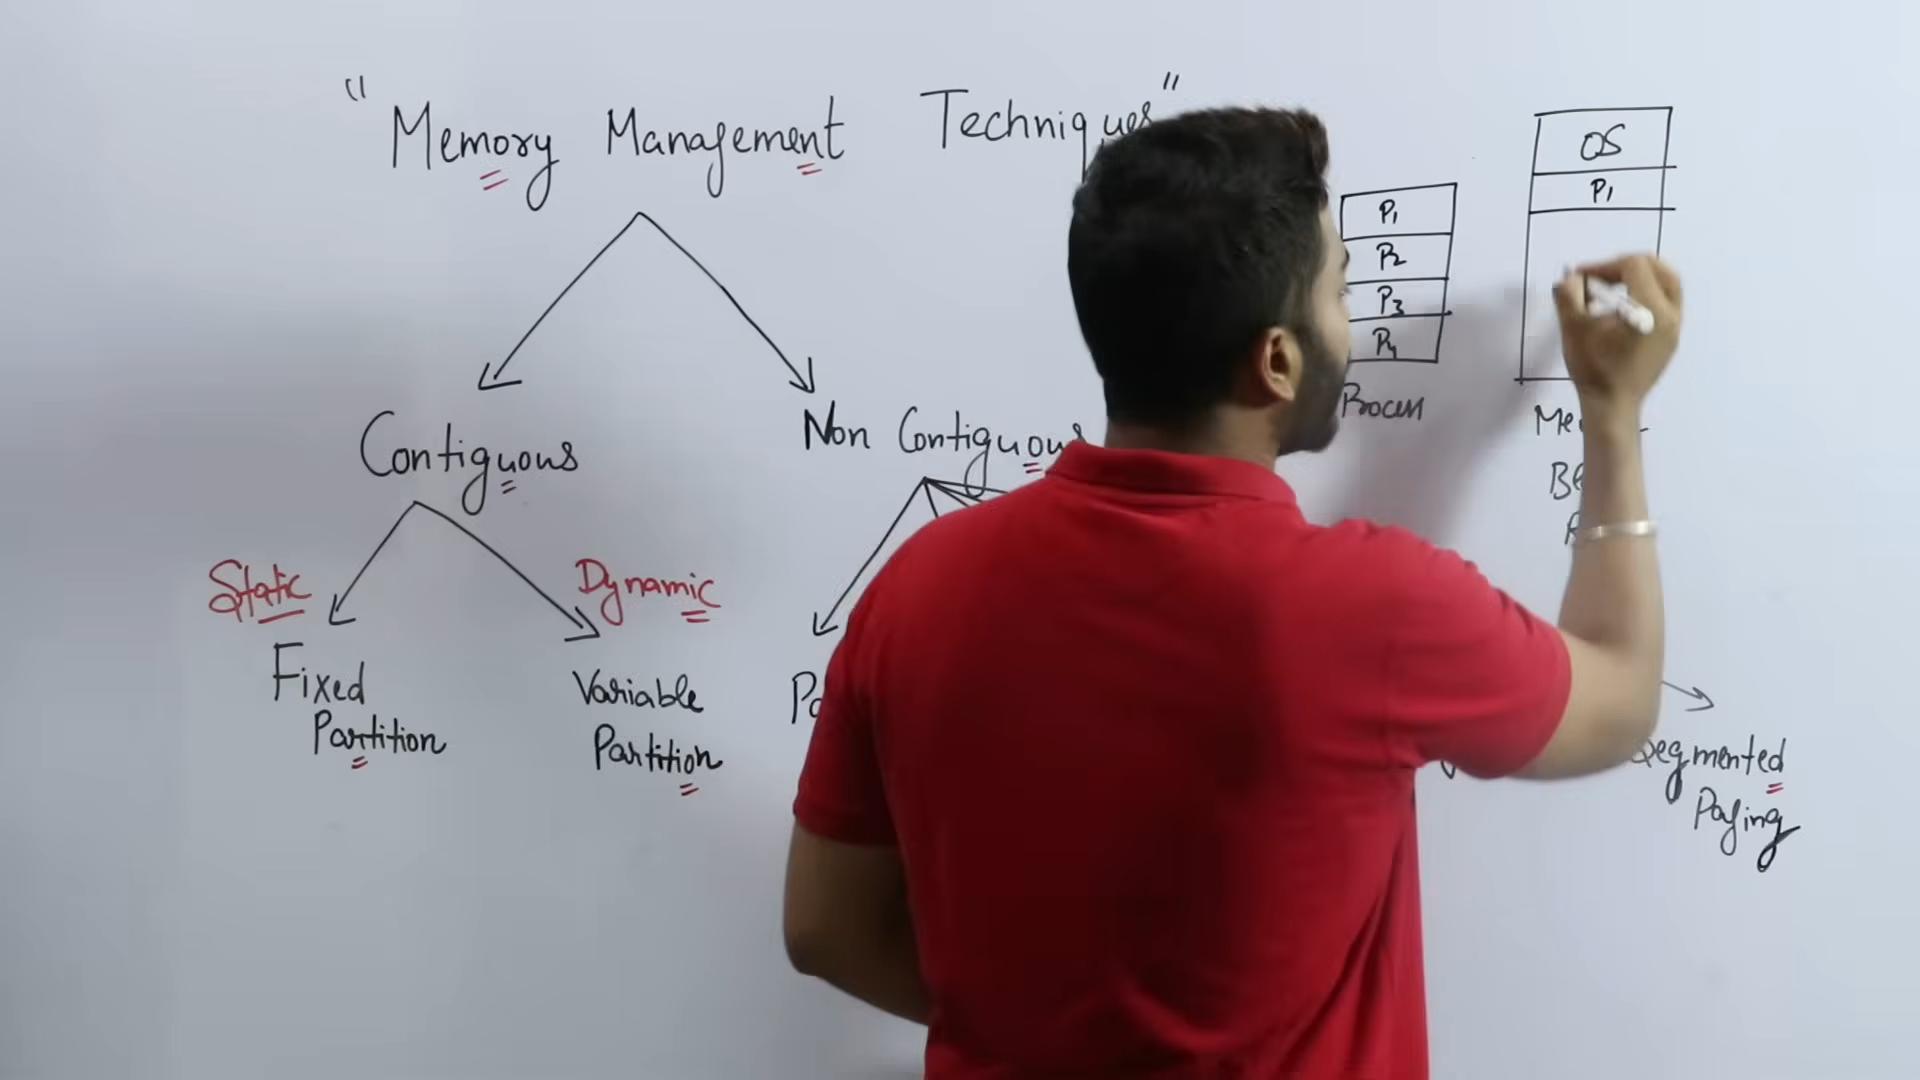 "Memory Management Techniques"
OS
P1
P1
P2
P3
P4
Process
Contiguous
Non Contiguous
Static
Dynamic
Fixed
Partition
Variable
Partition
Segmented
Paging